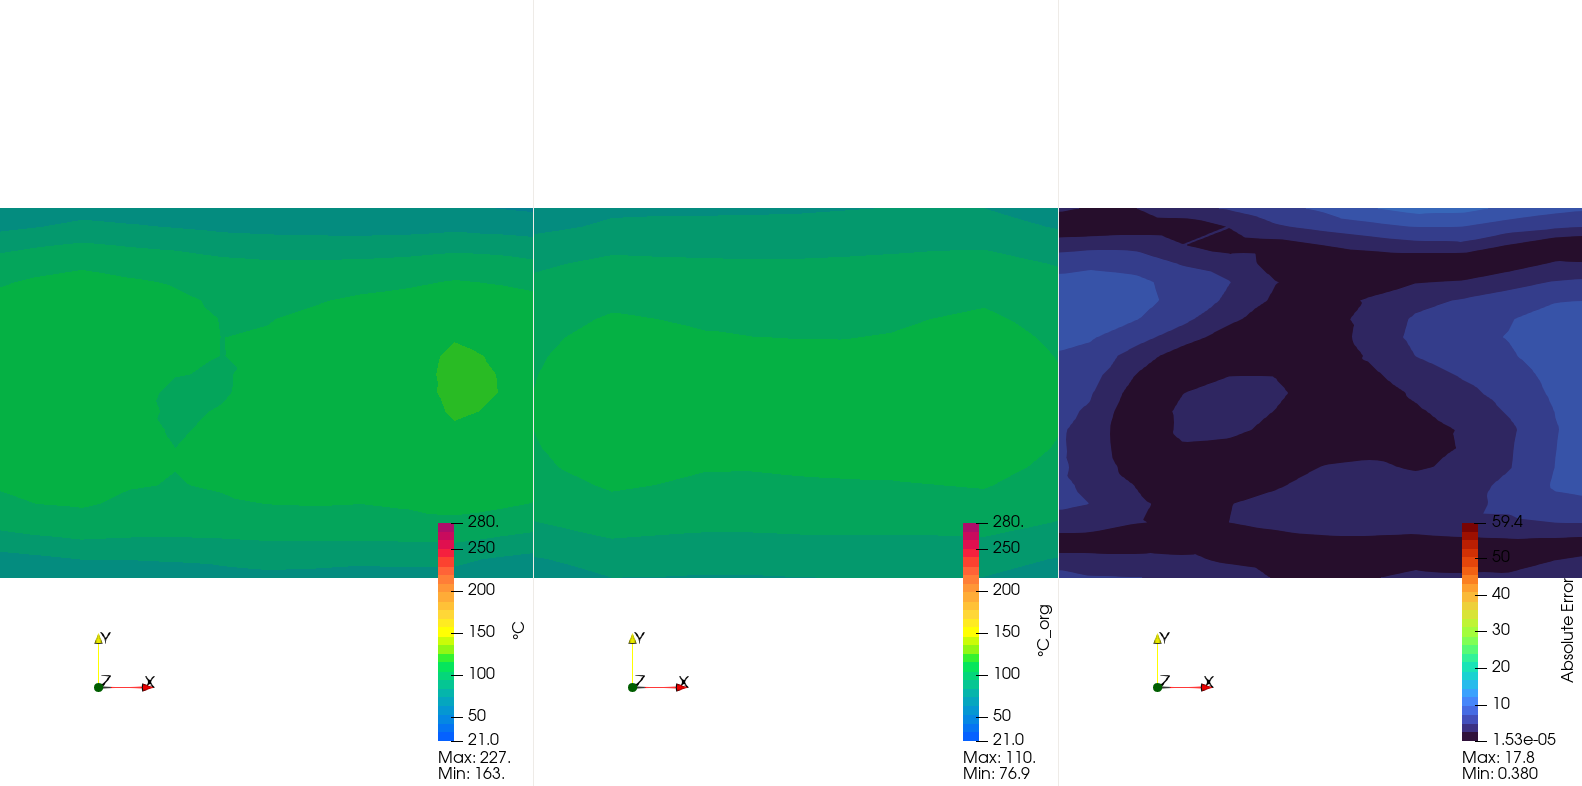 280.
250
200
150
100
50
21.0
°C
Max: 227.
Min: 163.
Y
Z
X
280.
250
200
150
100
50
21.0
°C_org
Max: 110.
Min: 76.9
Y
Z
X
59.4
50
40
30
20
10
1.53e-05
Absolute Error
Max: 17.8
Min: 0.380
Y
Z
X